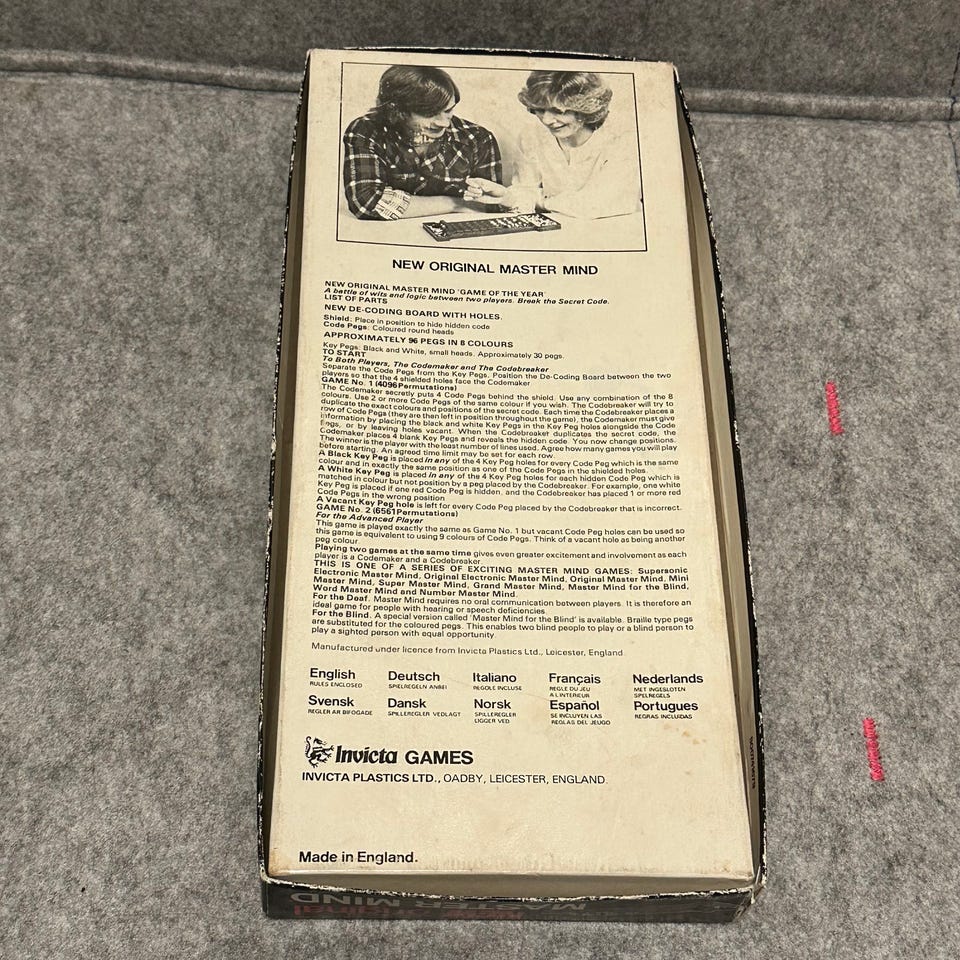 NEW ORIGINAL MASTER MIND
NEW ORIGINAL MASTER MIND 'GAME OF THE YEAR'
A battle of wits and logic between two players. Break the Secret Code.
LIST OF PARTS
NEW DE-CODING BOARD WITH HOLES.
Shield: Place in position to hide hidden code
Code Pegs: Coloured round heads
APPROXIMATELY 96 PEGS IN 8 COLOURS
Key Pegs: Black and White, small heads. Approximately 30 pegs.
TO START
To Both Players, The Codemaker and The Codebreaker
Separate the Code Pegs from the Key Pegs. Position the De-Coding Board between the two
players so that the 4 shielded holes face the Codemaker
GAME No. 1 (4096 Permutations)
The Codemaker secretly puts 4 Code Pegs behind the shield. Use any combination of the 8
colours. Use 2 or more Code Pegs of the same colour if you wish. The Codebreaker will try to
duplicate the exact colours and positions of the secret code. Each time the Codebreaker places a
row of Code Pegs (they are then left in position throughout the game), the Codemaker must give
information by placing the black and white Key Pegs in the Key Peg holes alongside the Code
Pegs, or by leaving holes vacant. When the Codebreaker duplicates the secret code, the
Codemaker places 4 blank Key Pegs and reveals the hidden code. You now change positions.
The winner is the player with the least number of lines used. Agree how many games you will play
before starting. An agreed time limit may be set for each row.
A Black Key Peg is placed in any of the 4 Key Peg holes for every Code Peg which is the same
colour and in exactly the same position as one of the Code Pegs in the shielded holes.
A White Key Peg is placed in any of the 4 Key Peg holes for each hidden Code Peg which is
matched in colour but not position by a peg placed by the Codebreaker. For example, one white
Key Peg is placed if one red Code Peg is hidden, and the Codebreaker has placed 1 or more red
Code Pegs in the wrong position
A Vacant Key Peg hole is left for every Code Peg placed by the Codebreaker that is incorrect.
GAME No. 2 (6561 Permutations)
For the Advanced Player
This game is played exactly the same as Game No. 1 but vacant Code Peg holes can be used so
this game is equivalent to using 9 colours of Code Pegs. Think of a vacant hole as being another
peg colour.
Playing two games at the same time gives even greater excitement and involvement as each
player is a Codemaker and a Codebreaker.
THIS IS ONE OF A SERIES OF EXCITING MASTER MIND GAMES: Supersonic
Electronic Master Mind, Original Electronic Master Mind, Original Master Mind, Mini
Master Mind, Super Master Mind, Grand Master Mind, Master Mind for the Blind,
Word Master Mind and Number Master Mind.
For the Deaf. Master Mind requires no oral communication between players. It is therefore an
ideal game for people with hearing or speech deficiencies.
For the Blind. A special version called 'Master Mind for the Blind' is available. Braille type pegs
are substituted for the coloured pegs. This enables two blind people to play or a blind person to
play a sighted person with equal opportunity.
Manufactured under licence from Invicta Plastics Ltd., Leicester, England.
English Deutsch Italiano Français Nederlands
RULES ENCLOSED SPIELREGELN ANBEI REGOLE INCLUSE REGLE DU JEU A L'INTERIEUR MET INGESLOTEN SPELREGELS
Svensk Dansk Norsk Español Portugues
REGLER AR BIFOGADE SPILLEREGLER VEDLAGT SPILLEREGLER LIGGER VED SE INCLUYEN LAS REGLAS DEL JEUGO REGRAS INCLUIDAS
Invicta GAMES
INVICTA PLASTICS LTD., OADBY, LEICESTER, ENGLAND.
Made in England.
MASTER MIND